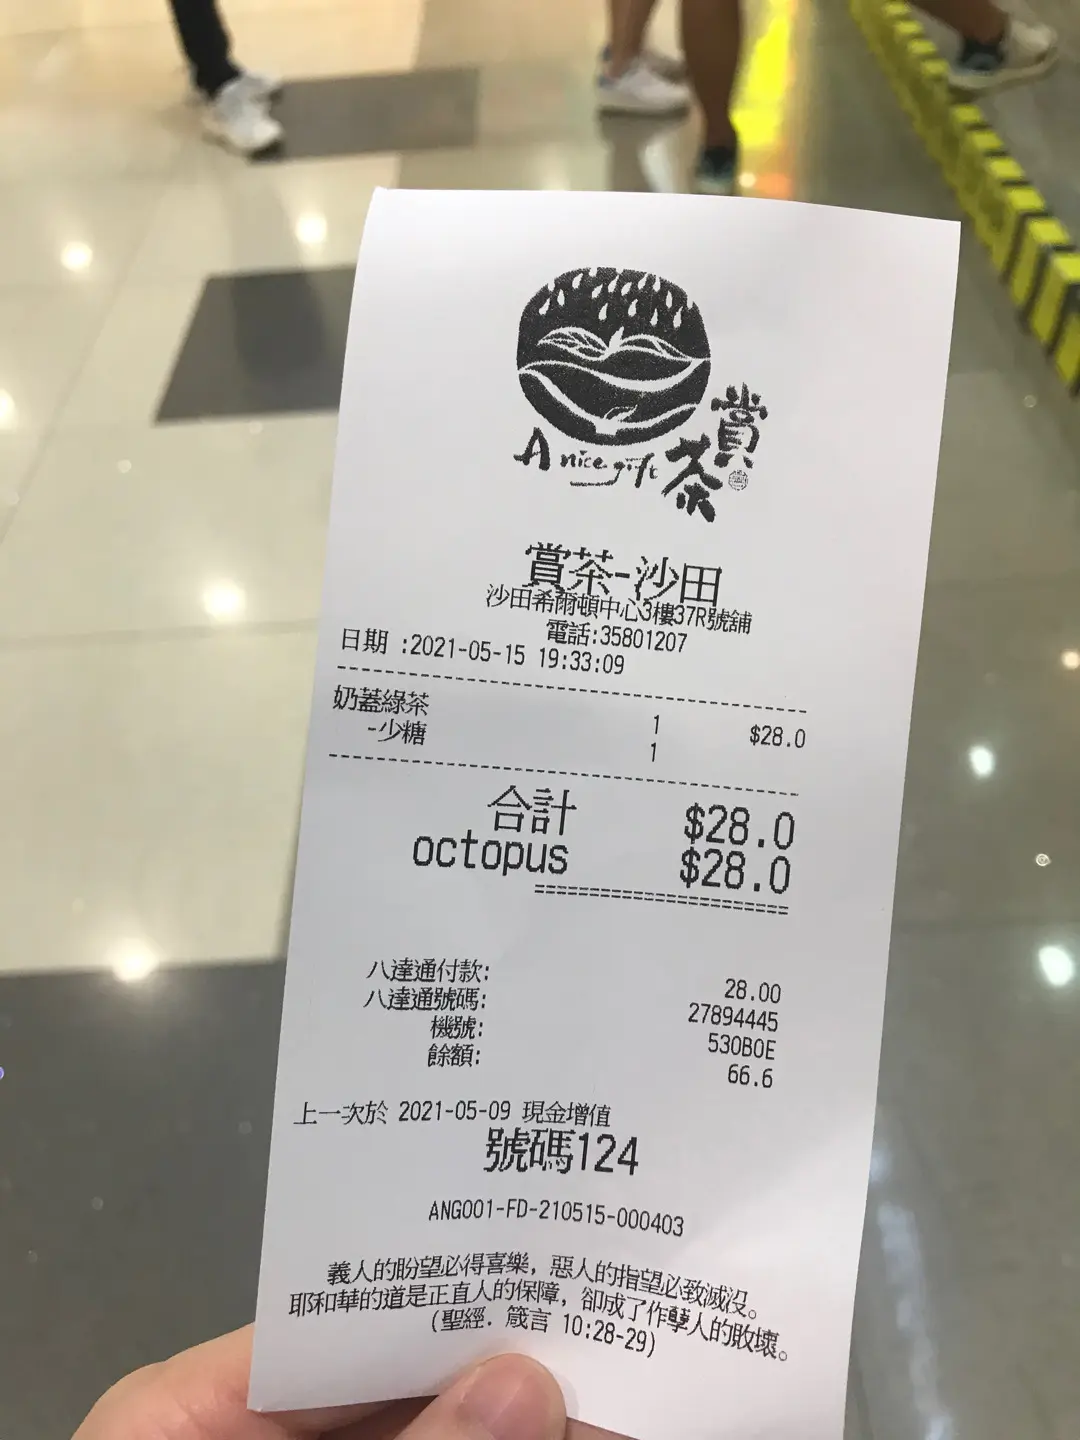 A nice gift 賞茶
賞茶-沙田
沙田希爾頓中心3樓37R號舖
電話:35801207
日期 :2021-05-15 19:33:09
奶蓋綠茶 1 $28.0
-少糖 1
合計 $28.0
octopus $28.0
八達通付款: 28.00
八達通號碼: 27894445
機號: 530B0E
餘額: 66.6
上一次於 2021-05-09 現金增值
號碼124
ANG001-FD-210515-000403
義人的盼望必得喜樂，惡人的指望必致滅沒。
耶和華的道是正直人的保障，卻成了作孽人的敗壞。
(聖經. 箴言 10:28-29)